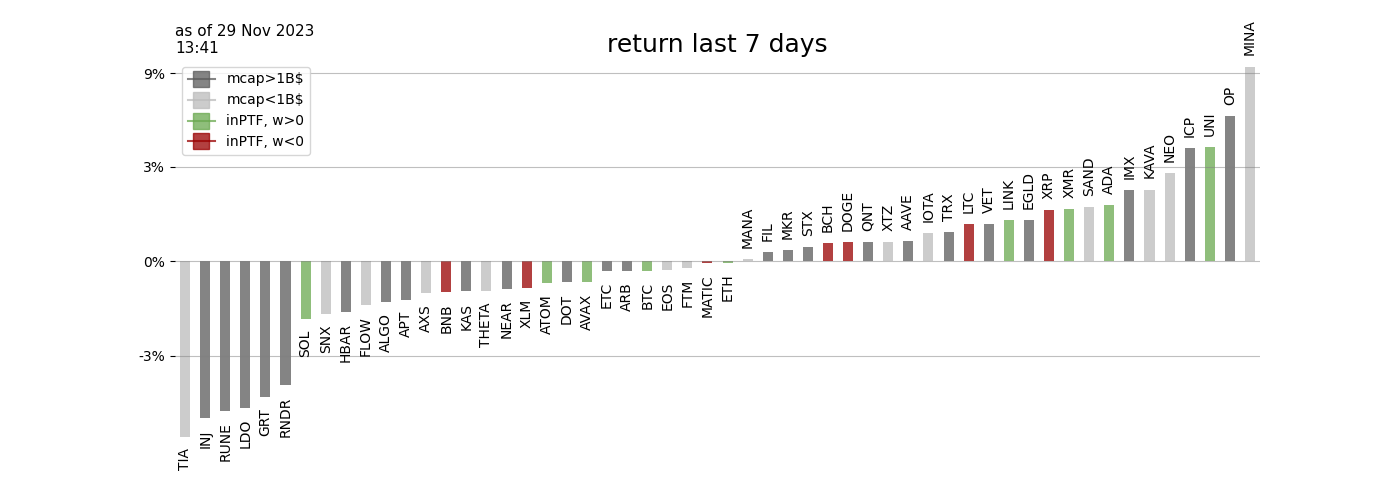 as of 29 Nov 2023
13:41
return last 7 days
mcap>1B$
mcap<1B$
inPTF, w>0
inPTF, w<0
9%
3%
0%
-3%
TIA
INJ
RUNE
LDO
GRT
RNDR
SOL
SNX
HBAR
FLOW
ALGO
APT
AXS
BNB
KAS
THETA
NEAR
XLM
ATOM
DOT
AVAX
ETC
ARB
BTC
EOS
FTM
MATIC
ETH
MANA
FIL
MKR
STX
BCH
DOGE
QNT
XTZ
AAVE
IOTA
TRX
LTC
VET
LINK
EGLD
XRP
XMR
SAND
ADA
IMX
KAVA
NEO
ICP
UNI
OP
MINA